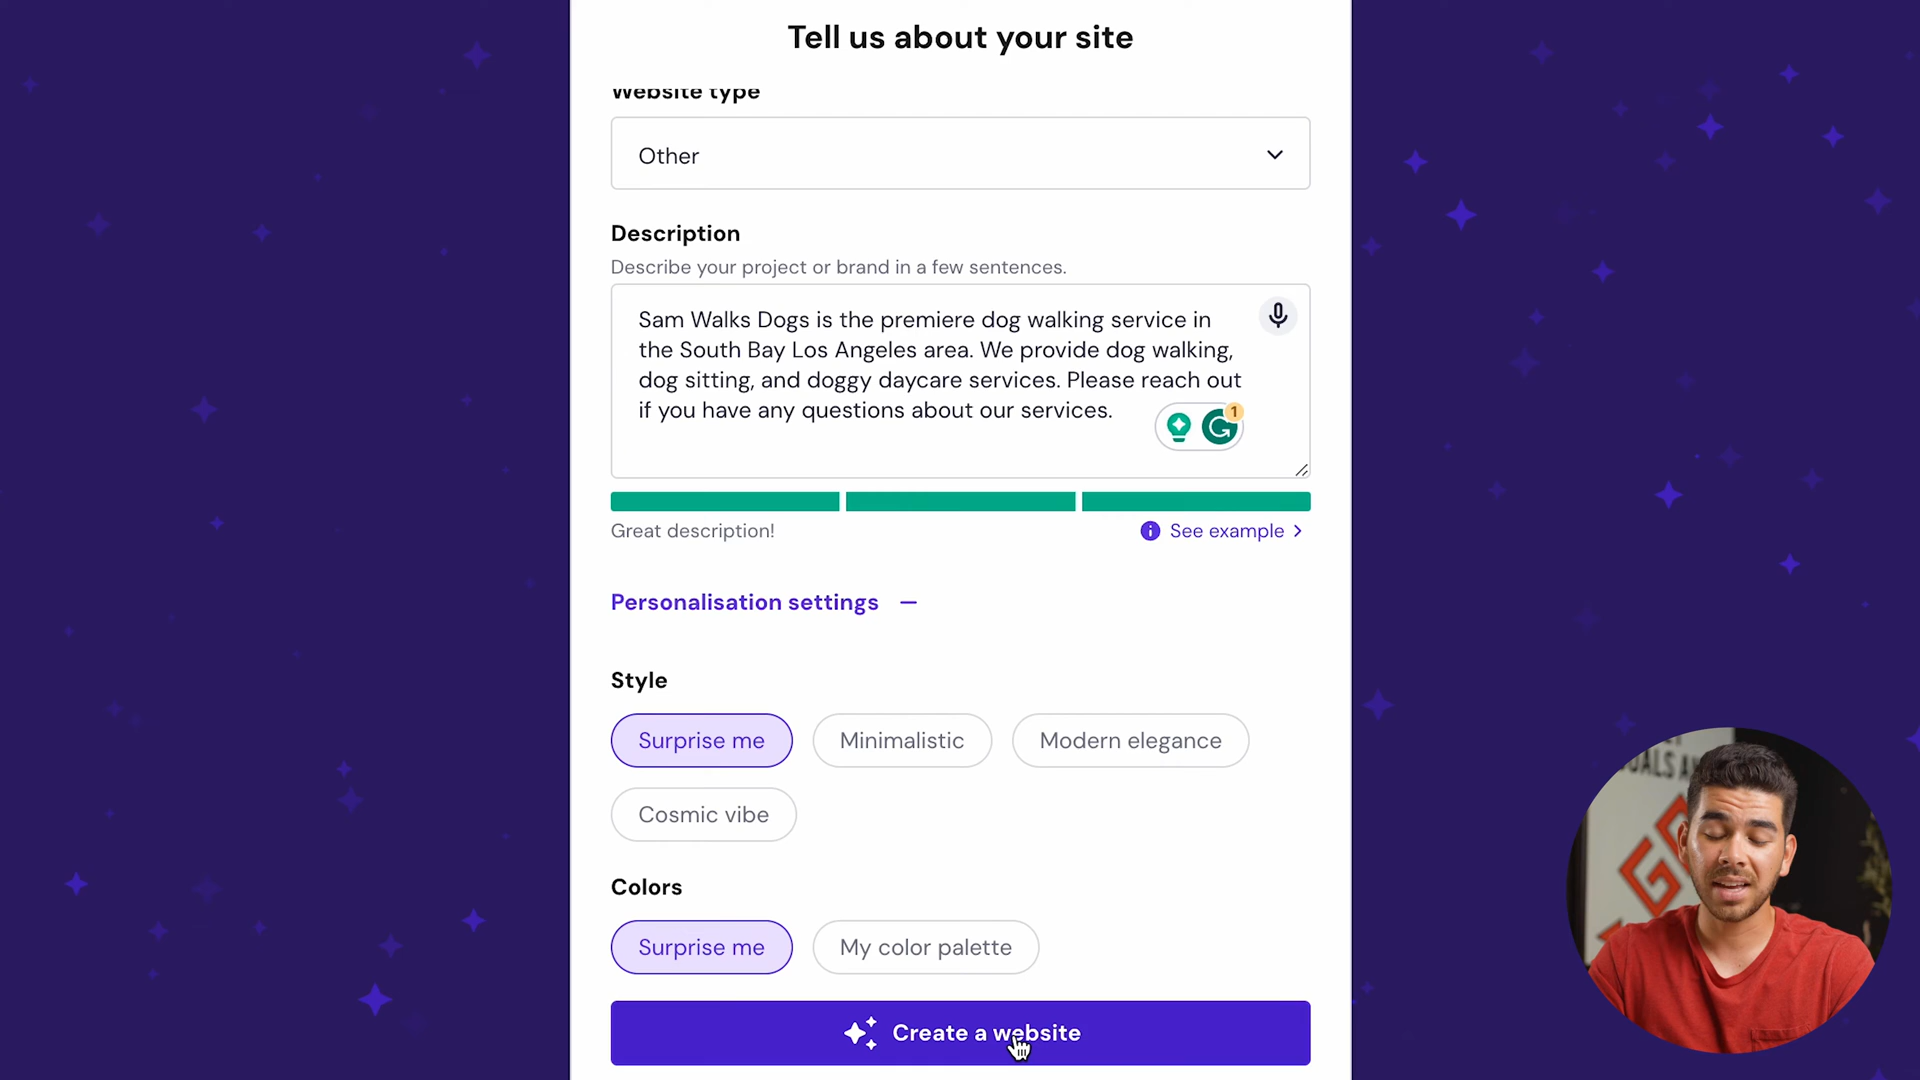 Tell us about your site
Website type
Other
Description
Describe your project or brand in a few sentences.
Sam Walks Dogs is the premiere dog walking service in
the South Bay Los Angeles area. We provide dog walking,
dog sitting, and doggy daycare services. Please reach out
if you have any questions about our services.
1
Great description!
See example
Personalisation settings
Style
Surprise me
Minimalistic
Modern elegance
Cosmic vibe
Colors
Surprise me
My color palette
Create a website